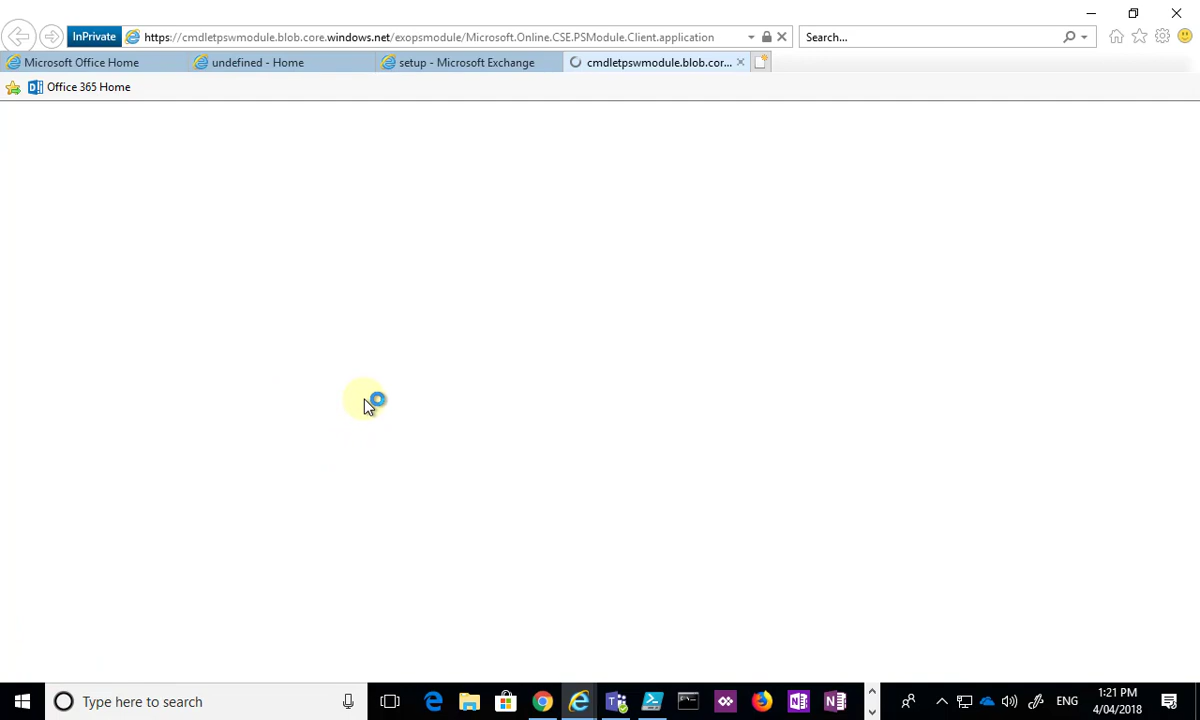 InPrivate https://cmdletpswmodule.blob.core.windows.net/exopsmodule/Microsoft.Online.CSE.PSModule.Client.application Search...
Microsoft Office Home undefined - Home setup - Microsoft Exchange cmdletpswmodule.blob.cor...
Office 365 Home
Type here to search ENG 1:21 PM
4/04/2018